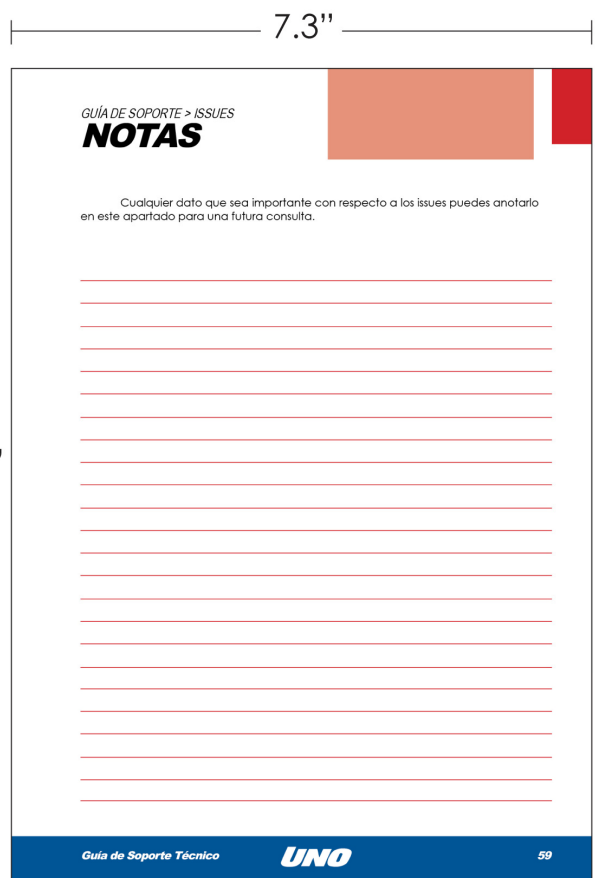 7.3’’
GUÍA DE SOPORTE > ISSUES
NOTAS
Cualquier dato que sea importante con respecto a los issues puedes anotarlo
en este apartado para una futura consulta.
Guía de Soporte Técnico
UNO
59